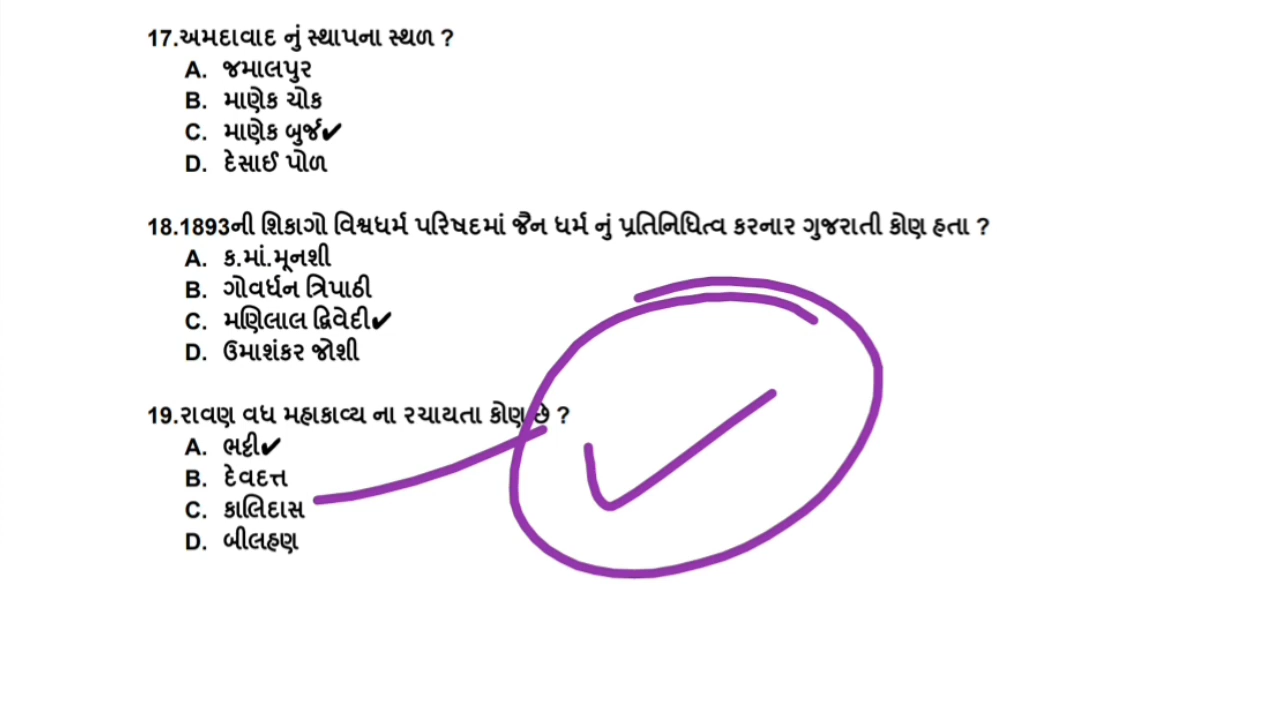 17.અમદાવાદ નું સ્થાપના સ્થળ ?
A. જમાલપુર
B. માણેક ચોક
C. માણેક બુર્જ✔
D. દેસાઈ પોળ
18.1893ની શિકાગો વિશ્વધર્મ પરિષદમાં જૈન ધર્મ નું પ્રતિનિધિત્વ કરનાર ગુજરાતી કોણ હતા ?
A. ક.માં.મૂનશી
B. ગોવર્ધન ત્રિપાઠી
C. મણિલાલ દ્વિવેદી✔
D. ઉમાશંકર જોશી
19.રાવણ વધ મહાકાવ્ય ના રચાયતા કોણ છે ?
A. ભટ્ટી✔
B. દેવદત્ત
C. કાલિદાસ
D. બીલહણ